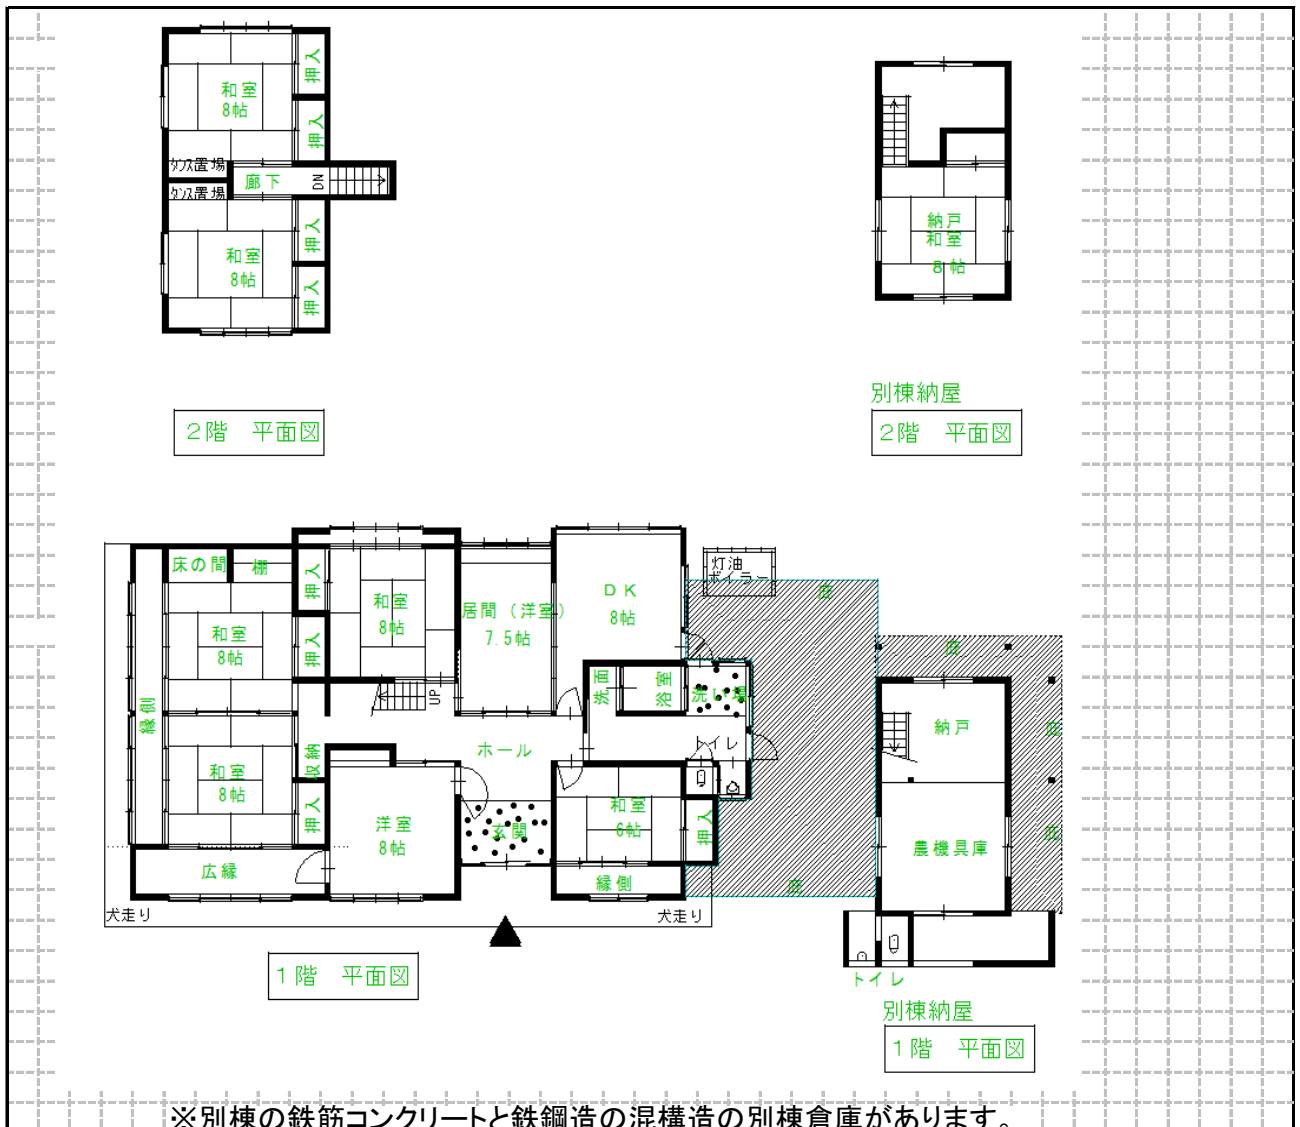 和室
8帖
押入
押入
タンス置場
廊下
DN
タンス置場
和室
8帖
押入
押入
２階　平面図
納戸
和室
８帖
別棟納屋
２階　平面図
床の間
棚
押入
和室
8帖
居間（洋室）
7.5帖
ＤＫ
8帖
灯油
ボイラー
庇
和室
8帖
押入
縁側
UP
洗面
浴室
洗い場
庇
納戸
庇
収納
ホール
トイレ
和室
8帖
押入
洋室
8帖
玄関
和室
6帖
押入
農機具庫
庇
広縁
縁側
庇
犬走り
犬走り
１階　平面図
トイレ
別棟納屋
１階　平面図
※別棟の鉄筋コンクリートと鉄鋼造の混構造の別棟倉庫があります。